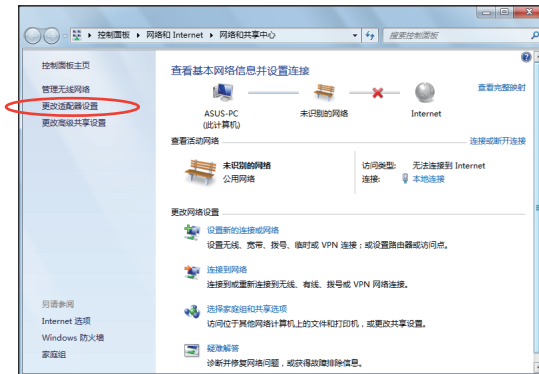 控制面板 ▸ 网络和 Internet ▸ 网络和共享中心
搜索控制面板
控制面板主页
管理无线网络
更改适配器设置
更改高级共享设置
查看基本网络信息并设置连接
查看完整映射
ASUS-PC
(此计算机)
未识别的网络
Internet
查看活动网络
连接或断开连接
未识别的网络
公用网络
访问类型: 无法连接到 Internet
连接: 本地连接
更改网络设置
设置新的连接或网络
设置无线、宽带、拨号、临时或 VPN 连接；或设置路由器或访问点。
连接到网络
连接到或重新连接到无线、有线、拨号或 VPN 网络连接。
选择家庭组和共享选项
访问位于其他网络计算机上的文件和打印机，或更改共享设置。
疑难解答
诊断并修复网络问题，或获得故障排除信息。
另请参阅
Internet 选项
Windows 防火墙
家庭组